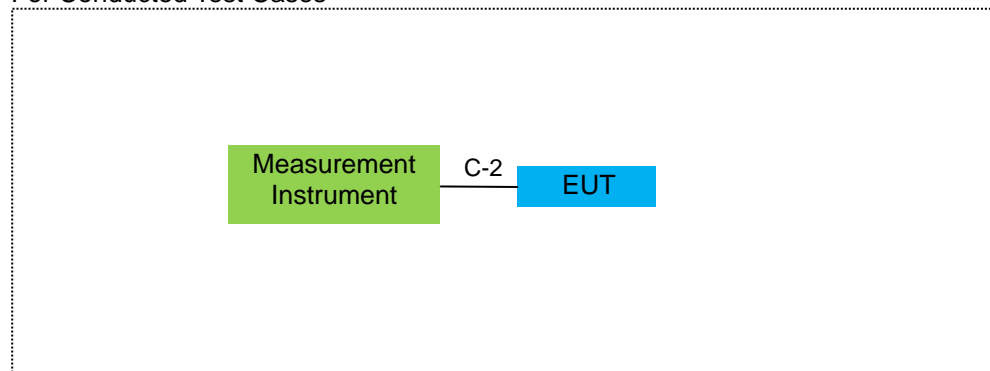 For Conducted Test Cases
Measurement
Instrument
C-2
EUT